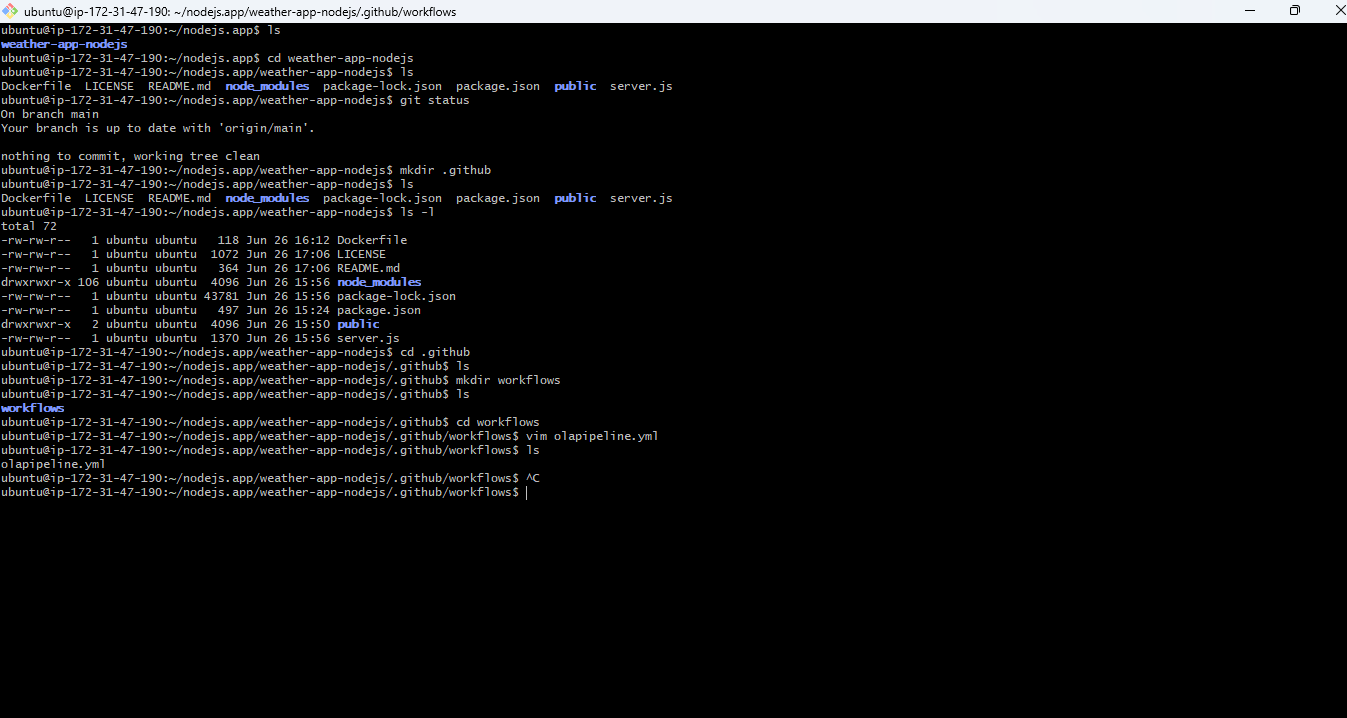 ubuntu@ip-172-31-47-190: ~/nodejs.app/weather-app-nodejs/.github/workflows
ubuntu@ip-172-31-47-190:~/nodejs.app$ ls
weather-app-nodejs
ubuntu@ip-172-31-47-190:~/nodejs.app$ cd weather-app-nodejs
ubuntu@ip-172-31-47-190:~/nodejs.app/weather-app-nodejs$ ls
Dockerfile  LICENSE  README.md  node_modules  package-lock.json  package.json  public  server.js
ubuntu@ip-172-31-47-190:~/nodejs.app/weather-app-nodejs$ git status
On branch main
Your branch is up to date with 'origin/main'.

nothing to commit, working tree clean
ubuntu@ip-172-31-47-190:~/nodejs.app/weather-app-nodejs$ mkdir .github
ubuntu@ip-172-31-47-190:~/nodejs.app/weather-app-nodejs$ ls
Dockerfile  LICENSE  README.md  node_modules  package-lock.json  package.json  public  server.js
ubuntu@ip-172-31-47-190:~/nodejs.app/weather-app-nodejs$ ls -l
total 72
-rw-rw-r--   1 ubuntu ubuntu   118 Jun 26 16:12 Dockerfile
-rw-rw-r--   1 ubuntu ubuntu  1072 Jun 26 17:06 LICENSE
-rw-rw-r--   1 ubuntu ubuntu   364 Jun 26 17:06 README.md
drwxrwxr-x 106 ubuntu ubuntu  4096 Jun 26 15:56 node_modules
-rw-rw-r--   1 ubuntu ubuntu 43781 Jun 26 15:56 package-lock.json
-rw-rw-r--   1 ubuntu ubuntu   497 Jun 26 15:24 package.json
drwxrwxr-x   2 ubuntu ubuntu  4096 Jun 26 15:50 public
-rw-rw-r--   1 ubuntu ubuntu  1370 Jun 26 15:56 server.js
ubuntu@ip-172-31-47-190:~/nodejs.app/weather-app-nodejs$ cd .github
ubuntu@ip-172-31-47-190:~/nodejs.app/weather-app-nodejs/.github$ ls
ubuntu@ip-172-31-47-190:~/nodejs.app/weather-app-nodejs/.github$ mkdir workflows
ubuntu@ip-172-31-47-190:~/nodejs.app/weather-app-nodejs/.github$ ls
workflows
ubuntu@ip-172-31-47-190:~/nodejs.app/weather-app-nodejs/.github$ cd workflows
ubuntu@ip-172-31-47-190:~/nodejs.app/weather-app-nodejs/.github/workflows$ vim olapipeline.yml
ubuntu@ip-172-31-47-190:~/nodejs.app/weather-app-nodejs/.github/workflows$ ls
olapipeline.yml
ubuntu@ip-172-31-47-190:~/nodejs.app/weather-app-nodejs/.github/workflows$ ^C
ubuntu@ip-172-31-47-190:~/nodejs.app/weather-app-nodejs/.github/workflows$